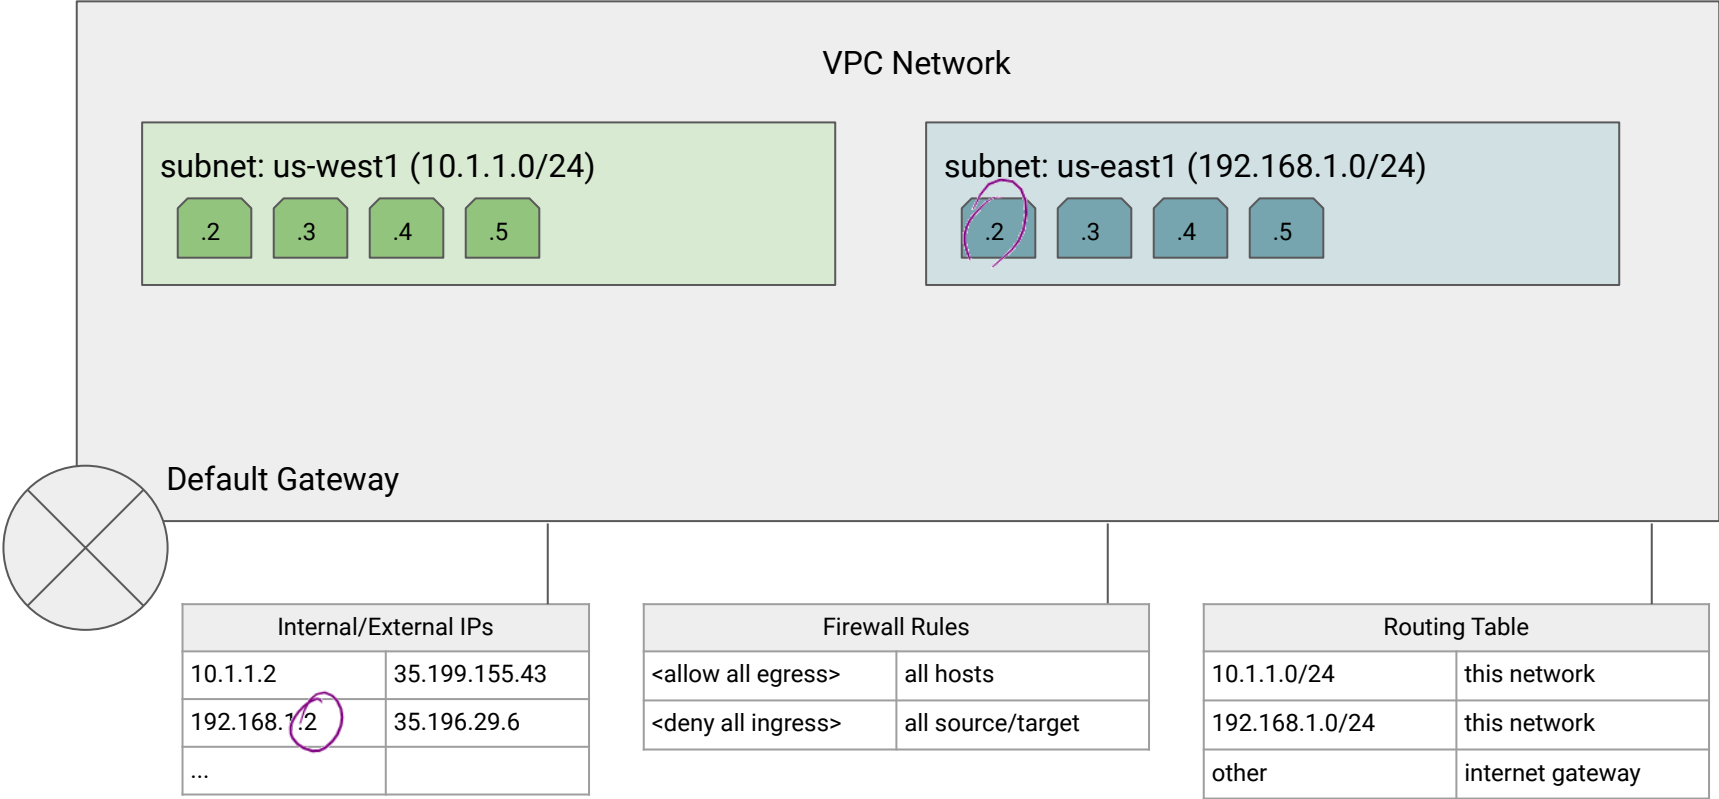 VPC Network
subnet: us-west1 (10.1.1.0/24)
.2 .3 .4 .5
subnet: us-east1 (192.168.1.0/24)
.2 .3 .4 .5
Default Gateway
Internal/External IPs
10.1.1.2 35.199.155.43
192.168.1.2 35.196.29.6
...
Firewall Rules
<allow all egress> all hosts
<deny all ingress> all source/target
Routing Table
10.1.1.0/24 this network
192.168.1.0/24 this network
other internet gateway